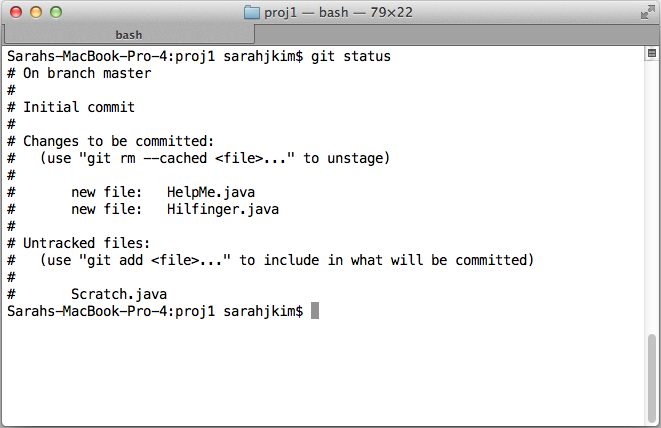 proj1 — bash — 79×22
bash
Sarahs-MacBook-Pro-4:proj1 sarahjkim$ git status
# On branch master
#
# Initial commit
#
# Changes to be committed:
#   (use "git rm --cached <file>..." to unstage)
#
#       new file:   HelpMe.java
#       new file:   Hilfinger.java
#
# Untracked files:
#   (use "git add <file>..." to include in what will be committed)
#
#       Scratch.java
Sarahs-MacBook-Pro-4:proj1 sarahjkim$